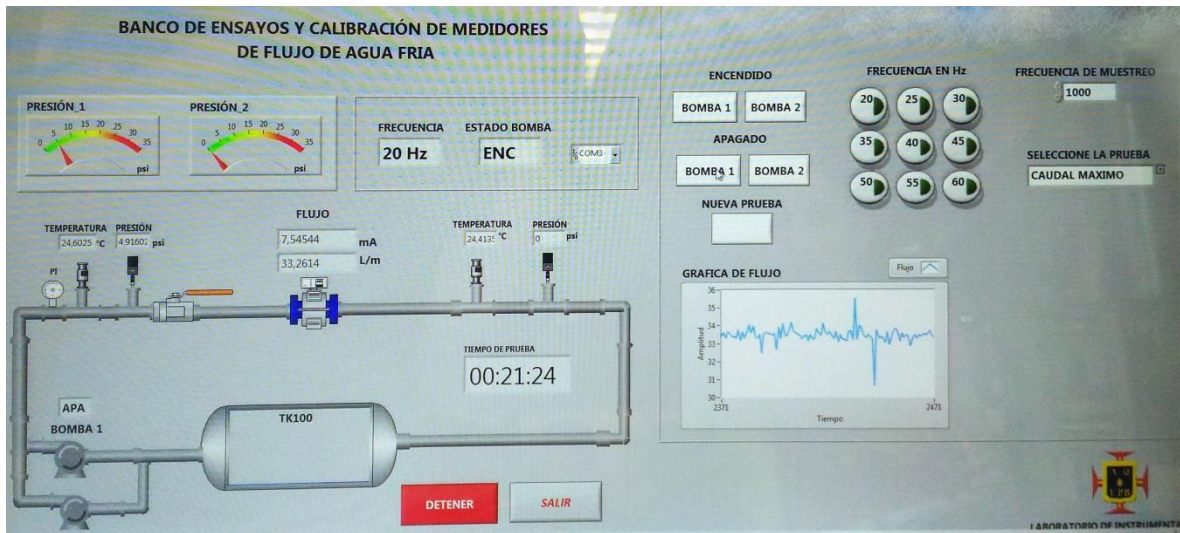 BANCO DE ENSAYOS Y CALIBRACIÓN DE MEDIDORES
DE FLUJO DE AGUA FRIA
PRESIÓN_1
0 5 10 15 20 25 30 35
psi
PRESIÓN_2
0 5 10 15 20 25 30 35
psi
FRECUENCIA
20 Hz
ESTADO BOMBA
ENC
COM3
ENCENDIDO
BOMBA 1
BOMBA 2
APAGADO
BOMBA 1
BOMBA 2
NUEVA PRUEBA
FRECUENCIA EN Hz
20 25 30
35 40 45
50 55 60
FRECUENCIA DE MUESTREO
1000
SELECCIONE LA PRUEBA
CAUDAL MAXIMO
TEMPERATURA
24,6025 °C
PRESIÓN
4,9160 psi
PI
FLUJO
7,54544 mA
33,2614 L/m
TEMPERATURA
24,413 °C
PRESIÓN
0 psi
TIEMPO DE PRUEBA
00:21:24
APA
BOMBA 1
TK100
DETENER
SALIR
GRAFICA DE FLUJO
Flujo
Amplitud
36
35
34
33
32
31
30
2371
2471
Tiempo
UPB
LABORATORIO DE INSTRUMENTA